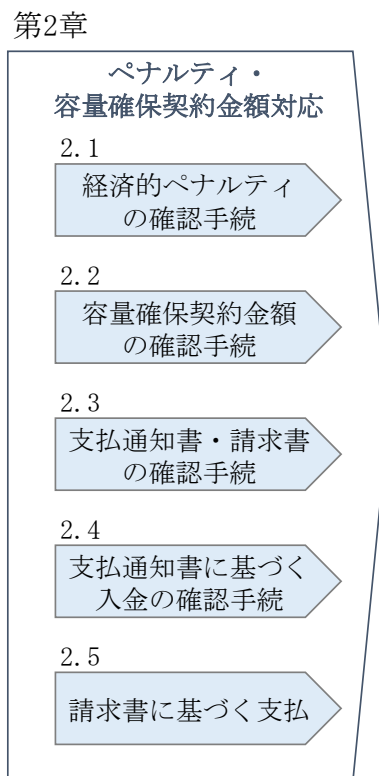 第2章
ペナルティ・
容量確保契約金額対応
2.1
経済的ペナルティ
の確認手続
2.2
容量確保契約金額
の確認手続
2.3
支払通知書・請求書
の確認手続
2.4
支払通知書に基づく
入金の確認手続
2.5
請求書に基づく支払